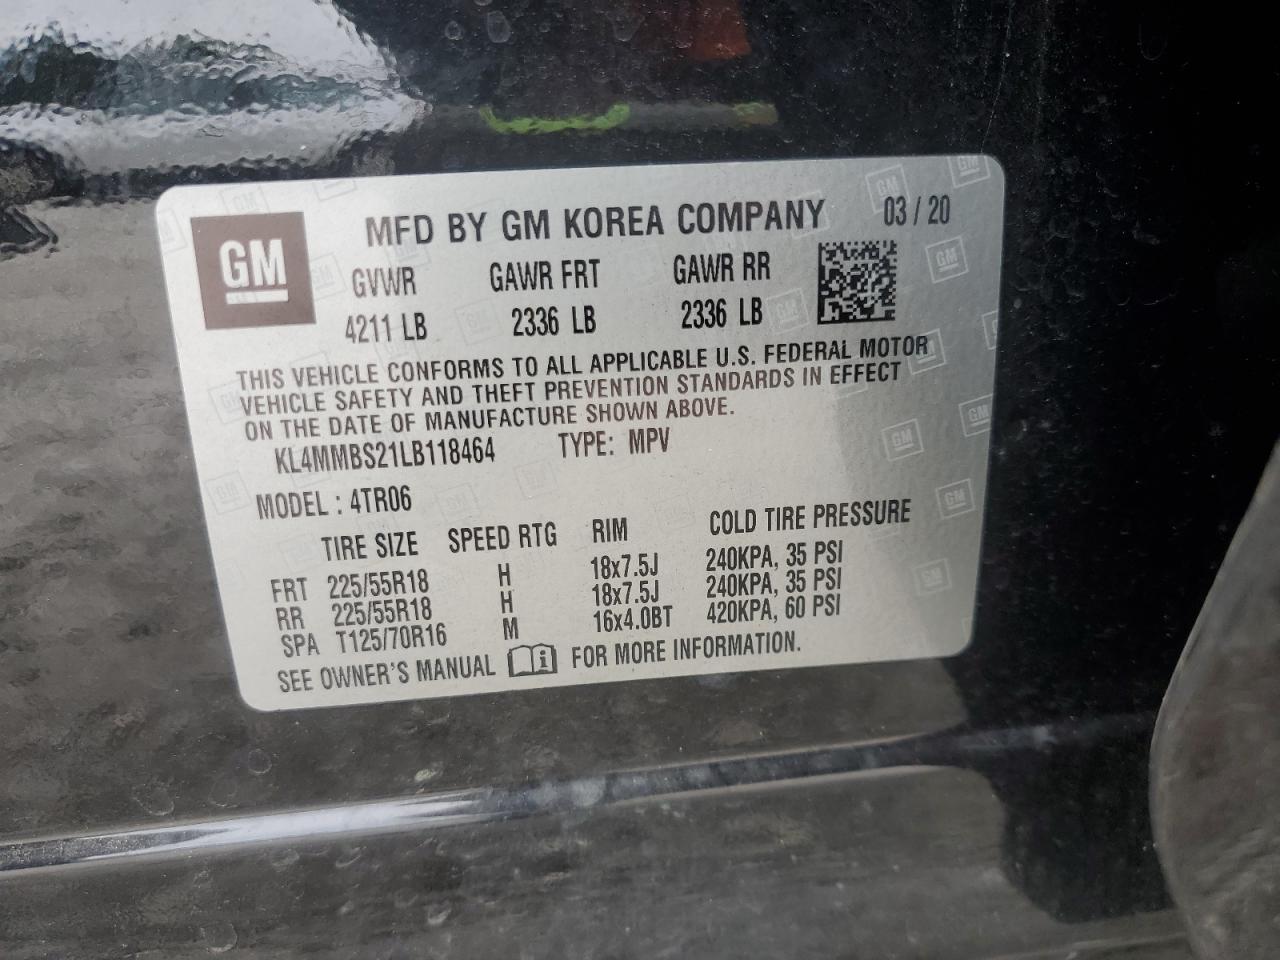 GM
MFD BY GM KOREA COMPANY 03 / 20
GVWR GAWR FRT GAWR RR
4211 LB 2336 LB 2336 LB
THIS VEHICLE CONFORMS TO ALL APPLICABLE U.S. FEDERAL MOTOR
VEHICLE SAFETY AND THEFT PREVENTION STANDARDS IN EFFECT
ON THE DATE OF MANUFACTURE SHOWN ABOVE.
KL4MMBS21LB118464 TYPE: MPV
MODEL : 4TR06
TIRE SIZE SPEED RTG RIM COLD TIRE PRESSURE
FRT 225/55R18 H 18x7.5J 240KPA, 35 PSI
RR 225/55R18 H 18x7.5J 240KPA, 35 PSI
SPA T125/70R16 M 16x4.0BT 420KPA, 60 PSI
SEE OWNER'S MANUAL i FOR MORE INFORMATION.